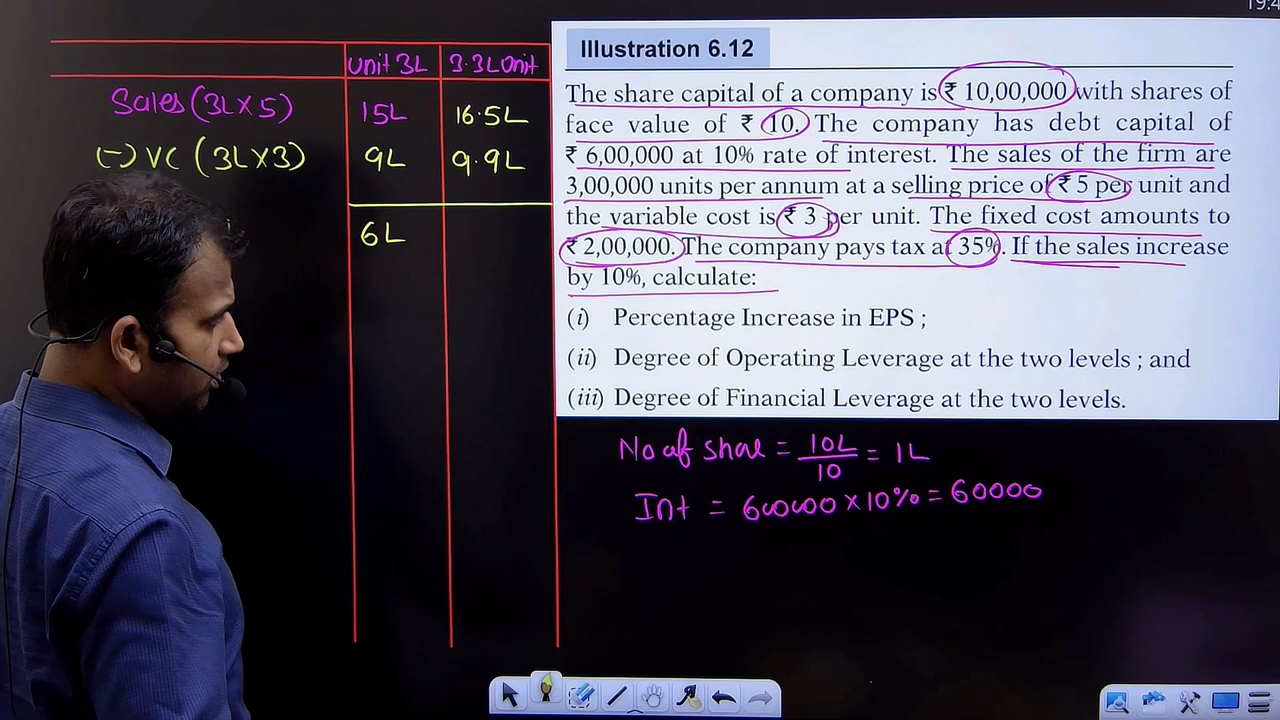 19:4
unit 3L 3.3L Unit
Sales (3L×5) 15L 16.5L
(-) VC (3L×3) 9L 9.9L
6L
Illustration 6.12
The share capital of a company is ₹ 10,00,000 with shares of
face value of ₹ 10. The company has debt capital of
₹ 6,00,000 at 10% rate of interest. The sales of the firm are
3,00,000 units per annum at a selling price of ₹ 5 per unit and
the variable cost is ₹ 3 per unit. The fixed cost amounts to
₹ 2,00,000. The company pays tax at 35%. If the sales increase
by 10%, calculate:
(i) Percentage Increase in EPS ;
(ii) Degree of Operating Leverage at the two levels ; and
(iii) Degree of Financial Leverage at the two levels.
No of share = 10L/10 = 1L
Int = 600000 × 10% = 60000